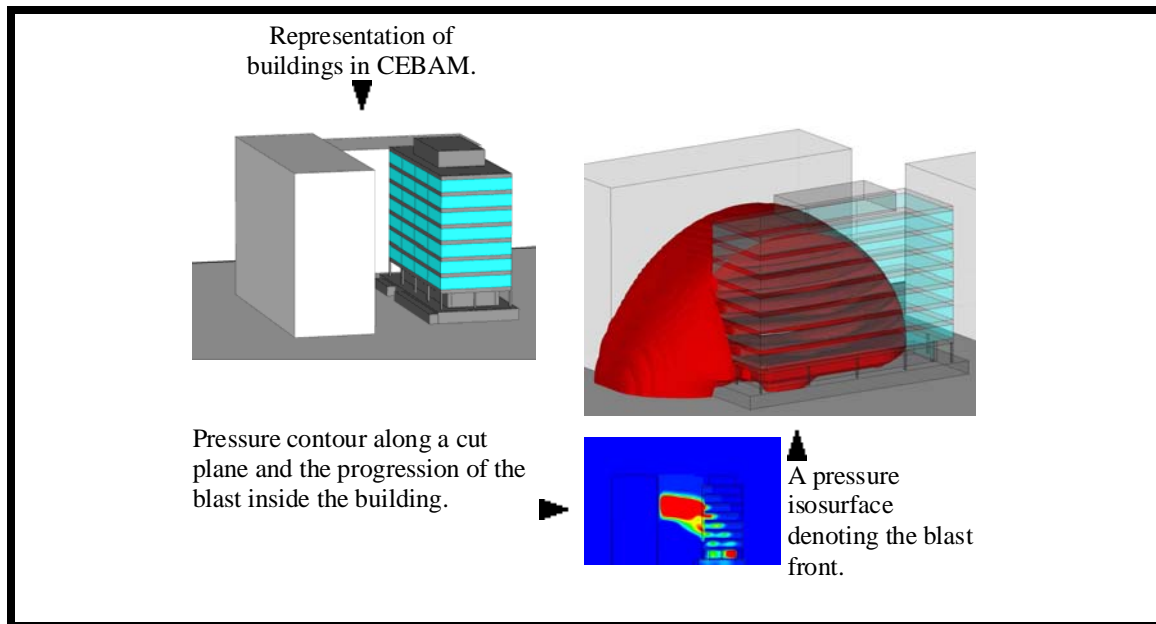 Representation of
buildings in CEBAM.
Pressure contour along a cut
plane and the progression of the
blast inside the building.
A pressure
isosurface
denoting the blast
front.